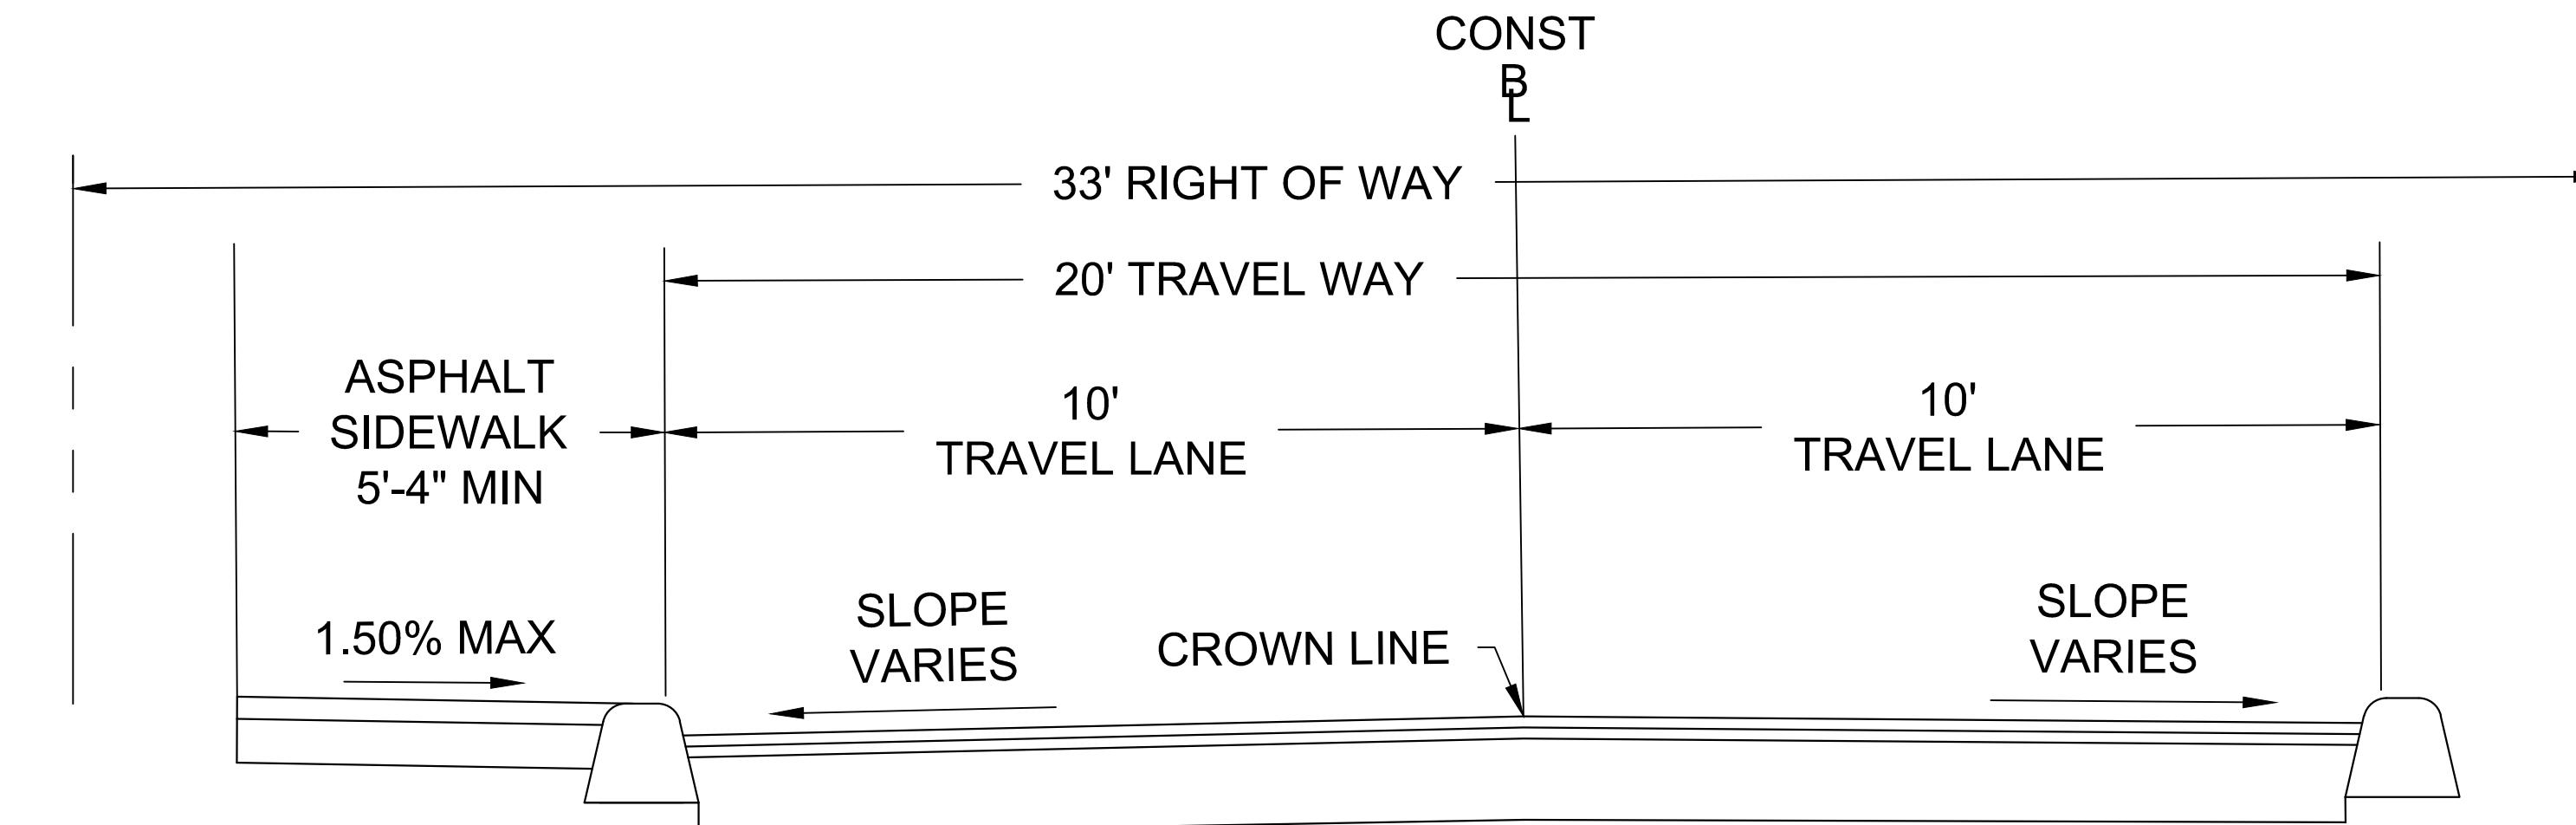 CONST
B
L
33' RIGHT OF WAY
20' TRAVEL WAY
ASPHALT
SIDEWALK
5'-4" MIN
10'
TRAVEL LANE
10'
TRAVEL LANE
1.50% MAX
SLOPE
VARIES
CROWN LINE
SLOPE
VARIES